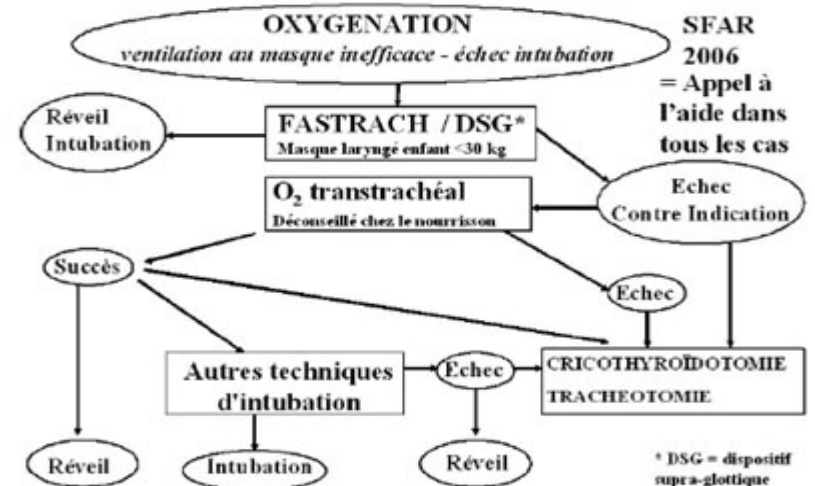 OXYGENATION
ventilation au masque inefficace - échec intubation
SFAR
2006
= Appel à
l'aide dans
tous les cas
Réveil
Intubation
FASTRACH / DSG*
Masque laryngé enfant <30 kg
O₂ transtrachéal
Déconseillé chez le nourrisson
Echec
Contre Indication
Succès
Echec
Autres techniques
d'intubation
Echec
CRICOTHYROÏDOTOMIE
TRACHEOTOMIE
Réveil
Intubation
Réveil
* DSG = dispositif
supra-glottique